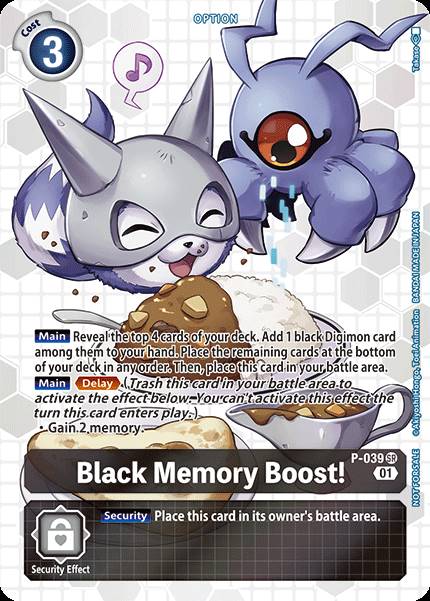 OPTION
Cost
3
Takase
Main Reveal the top 4 cards of your deck. Add 1 black Digimon card
among them to your hand. Place the remaining cards at the bottom
of your deck in any order. Then, place this card in your battle area.
Main Delay (Trash this card in your battle area to
activate the effect below. You can't activate this effect the
turn this card enters play.)
• Gain 2 memory.
©Akiyoshi Hongo, Toei Animation
BANDAI MADE IN JAPAN
NOT FOR SALE
P-039 SR
01
Black Memory Boost!
Security Place this card in its owner's battle area.
Security Effect